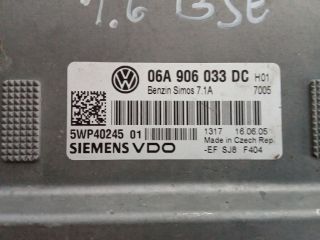 1.6 BSE
06A 906 033 DC H01
Benzin Simos 7.1A 7005
5WP40245 01
1317 16.06.05
Made in Czech Rep.
SIEMENS VDO
-EF SJ8 F404